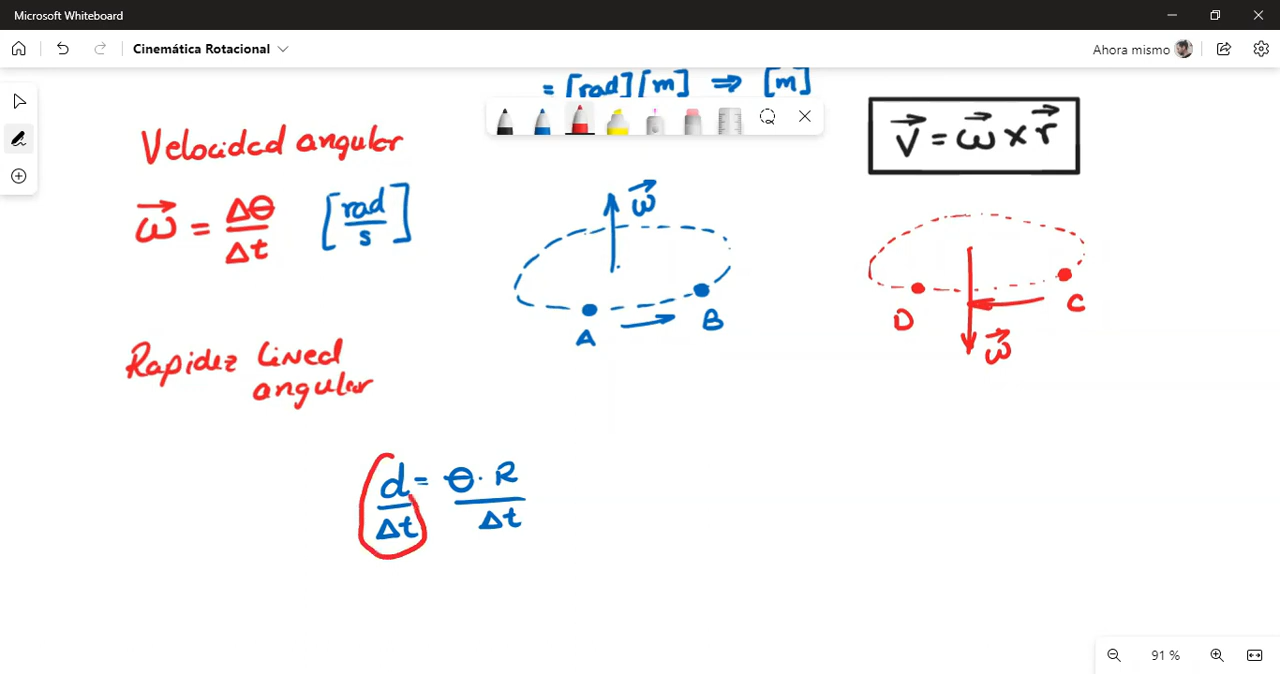 Microsoft Whiteboard
Cinemática Rotacional
Ahora mismo
= [rad][m] ⇒ [m]
Velocidad angular
ω⃗ = Δθ/Δt [rad/s]
v⃗ = ω⃗ × r⃗
ω⃗
A
B
D
C
ω⃗
Rapidez lineal
angular
d/Δt = θ · R/Δt
91 %